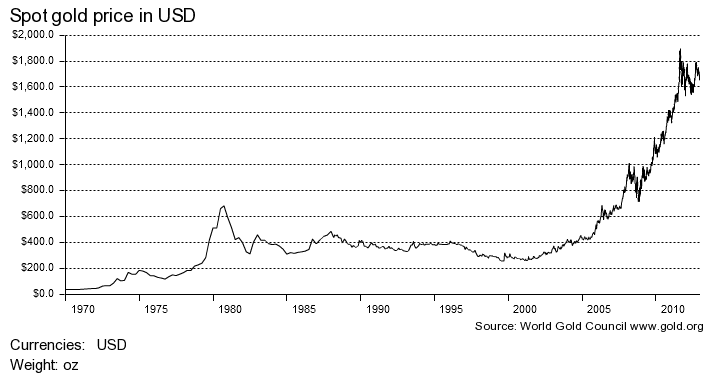 Spot gold price in USD
$2,000.0
$1,800.0
$1,600.0
$1,400.0
$1,200.0
$1,000.0
$800.0
$600.0
$400.0
$200.0
$0.0
1970 1975 1980 1985 1990 1995 2000 2005 2010
Source: World Gold Council www.gold.org
Currencies: USD
Weight: oz